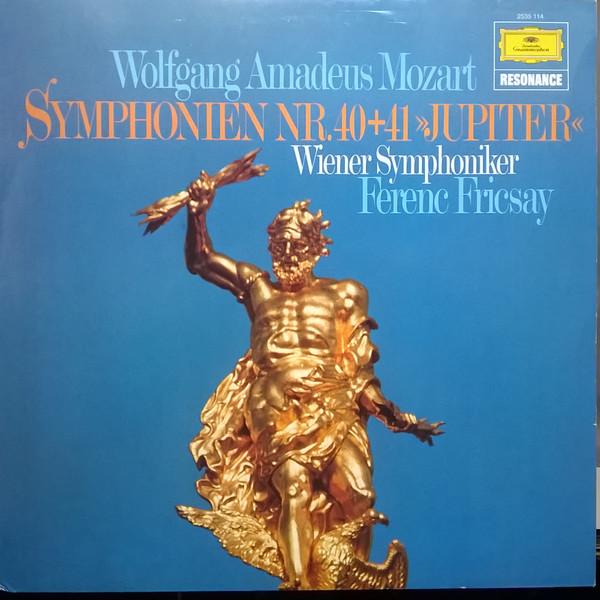 2535 114
Deutsche
Grammophon
RESONANCE
Wolfgang Amadeus Mozart
SYMPHONIEN NR. 40+41 »JUPITER«
Wiener Symphoniker
Ferenc Fricsay